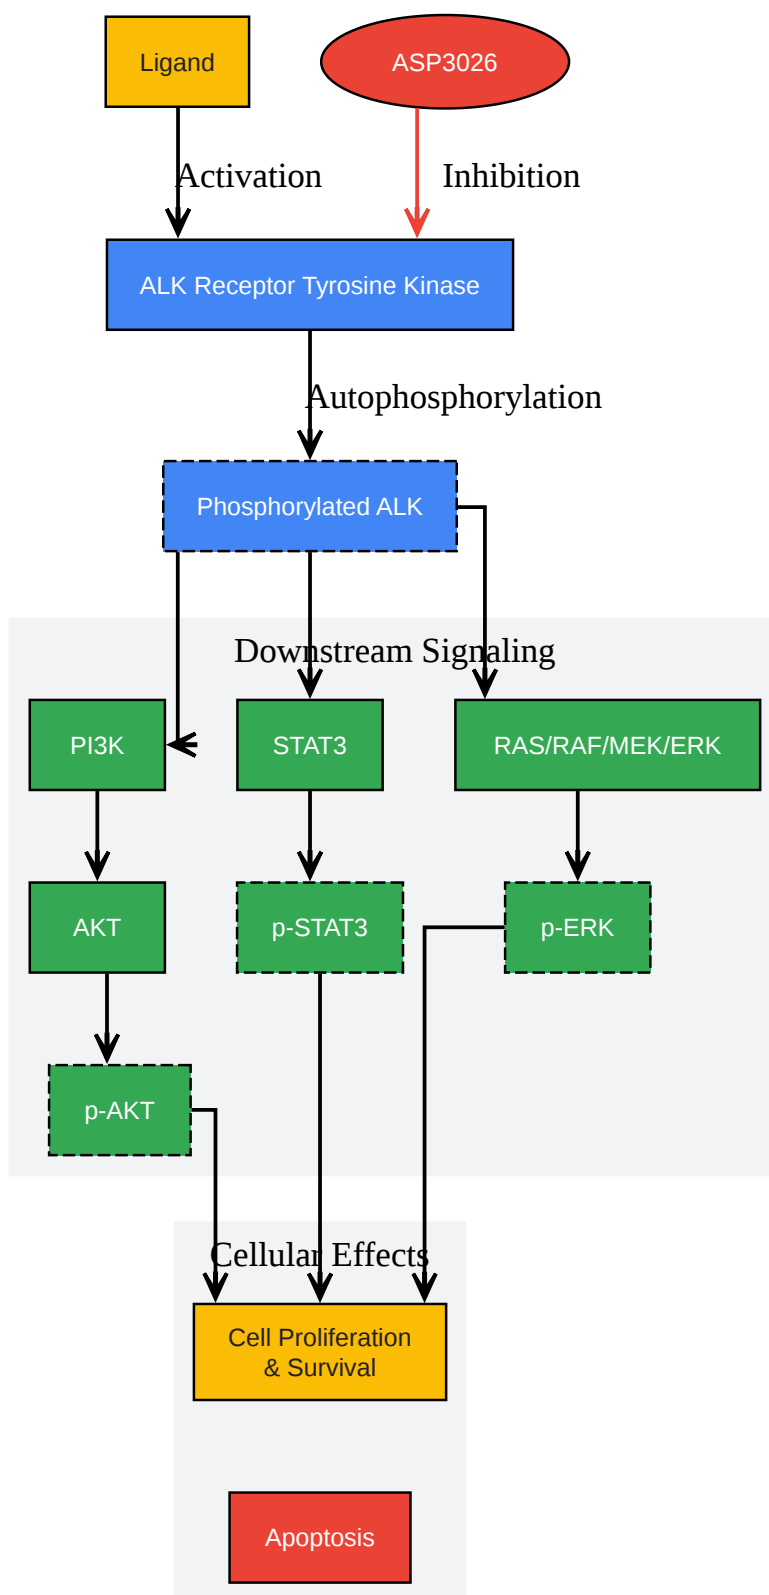 Ligand
ASP3026
Activation
Inhibition
ALK Receptor Tyrosine Kinase
Autophosphorylation
Phosphorylated ALK
Downstream Signaling
PI3K
STAT3
RAS/RAF/MEK/ERK
AKT
p-STAT3
p-ERK
p-AKT
Cellular Effects
Cell Proliferation
& Survival
Apoptosis